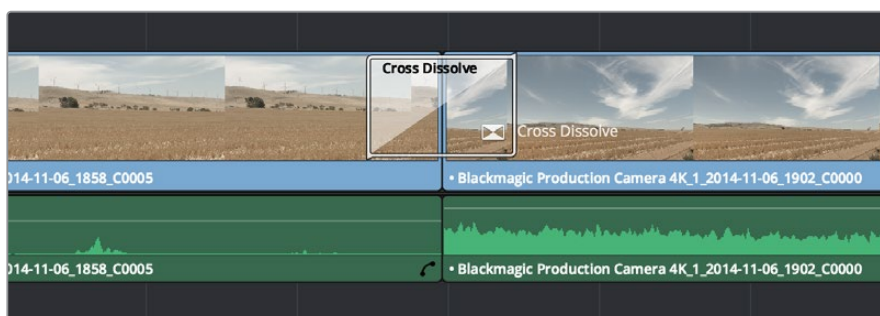 Cross Dissolve
Cross Dissolve
014-11-06_1858_C0005
• Blackmagic Production Camera 4K_1_2014-11-06_1902_C0000
014-11-06_1858_C0005
• Blackmagic Production Camera 4K_1_2014-11-06_1902_C0000